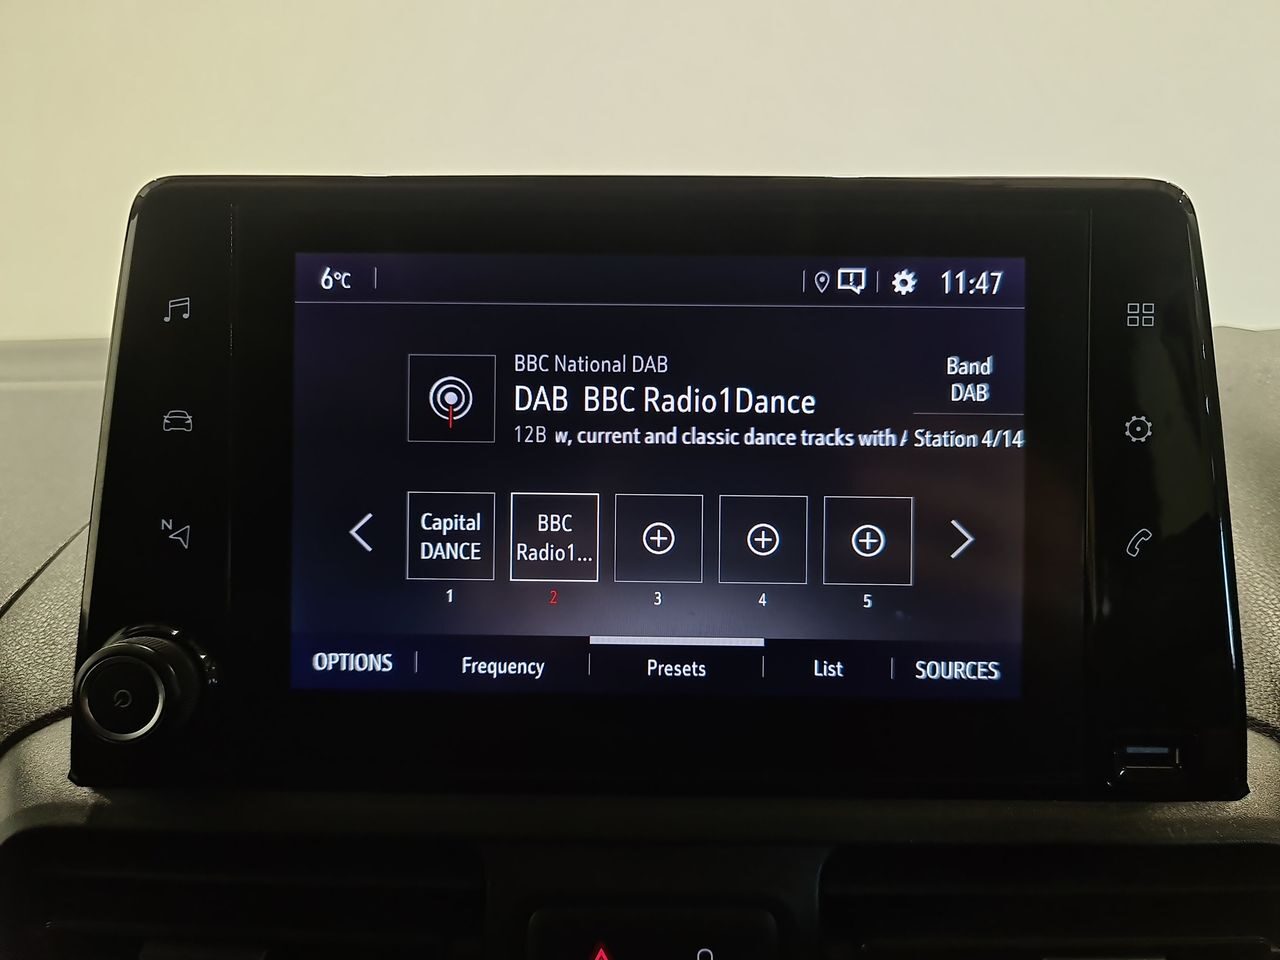 6°C
11:47
BBC National DAB
DAB BBC Radio1Dance
12B w, current and classic dance tracks with
Band
DAB
Station 4/14
Capital
DANCE
BBC
Radio1...
1
2
3
4
5
OPTIONS
Frequency
Presets
List
SOURCES
N